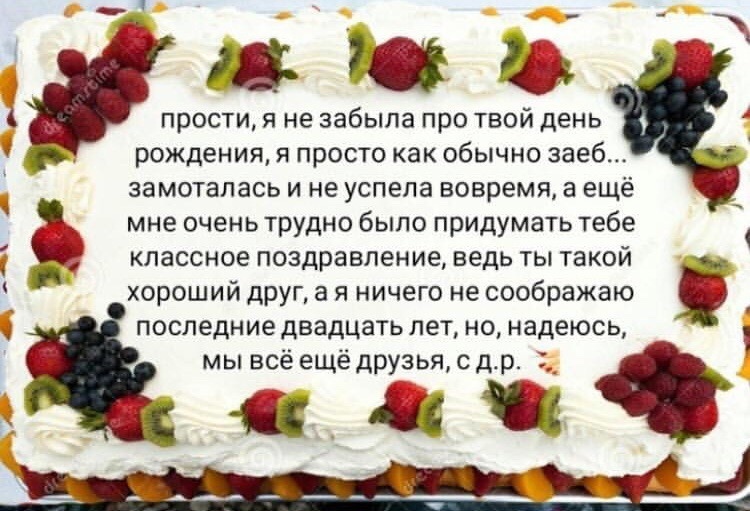 прости, я не забыла про твой день
рождения, я просто как обычно заеб...
замоталась и не успела вовремя, а ещё
мне очень трудно было придумать тебе
классное поздравление, ведь ты такой
хороший друг, а я ничего не соображаю
последние двадцать лет, но, надеюсь,
мы всё ещё друзья, с д.р.
dreamstime